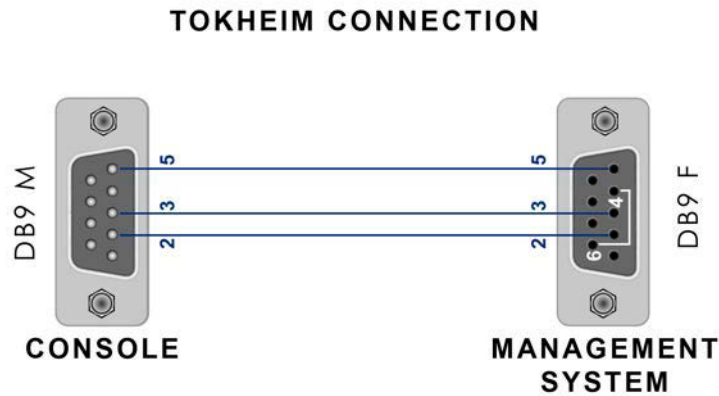 TOKHEIM CONNECTION
DB9 M
5
3
2
5
3
2
4
6
DB9 F
CONSOLE
MANAGEMENT
SYSTEM